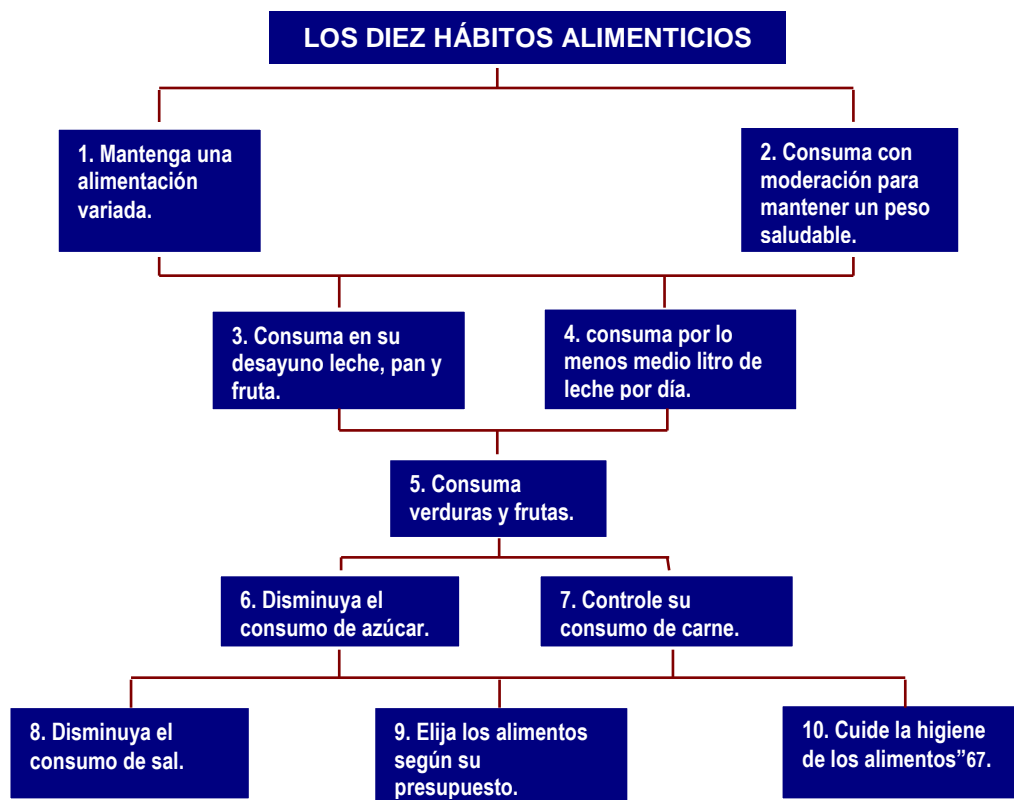 LOS DIEZ HÁBITOS ALIMENTICIOS
1. Mantenga una
alimentación
variada.
2. Consuma con
moderación para
mantener un peso
saludable.
3. Consuma en su
desayuno leche, pan y
fruta.
4. consuma por lo
menos medio litro de
leche por día.
5. Consuma
verduras y frutas.
6. Disminuya el
consumo de azúcar.
7. Controle su
consumo de carne.
8. Disminuya el
consumo de sal.
9. Elija los alimentos
según su
presupuesto.
10. Cuide la higiene
de los alimentos”67.